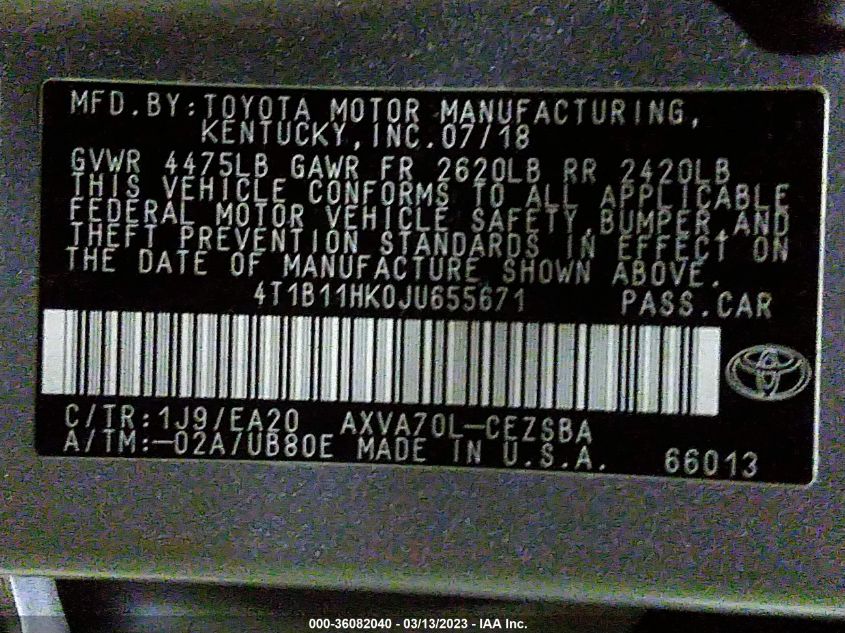 MFD.BY:TOYOTA MOTOR MANUFACTURING,
KENTUCKY,INC.07/18
GVWR 4475LB GAWR FR 2620LB RR 2420LB
THIS VEHICLE CONFORMS TO ALL APPLICABLE
FEDERAL MOTOR VEHICLE SAFETY,BUMPER,AND
THEFT PREVENTION STANDARDS IN EFFECT ON
THE DATE OF MANUFACTURE SHOWN ABOVE.
4T1B11HK0JU655671 PASS.CAR
C/TR:1J9/EA20 AXVA70L-CEZSBA
A/TM:-02A/UB80E MADE IN U.S.A. 66013
000-36082040 - 03/13/2023 - IAA Inc.